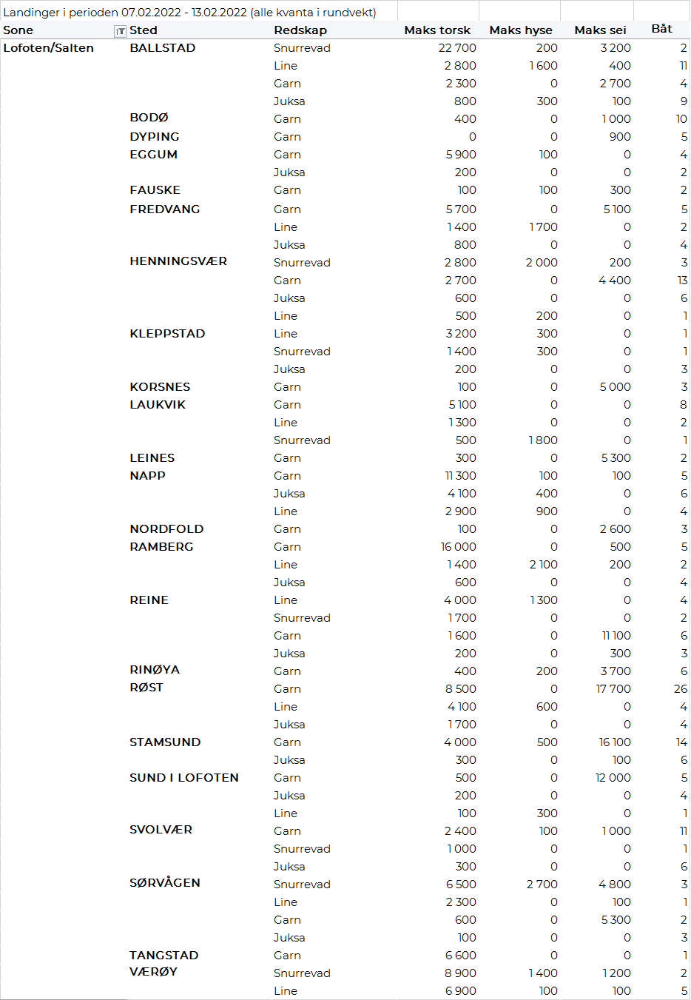 Landinger i perioden 07.02.2022 - 13.02.2022 (alle kvanta i rundvekt)
Sone Sted Redskap Maks torsk Maks hyse Maks sei Båt
Lofoten/Salten BALLSTAD Snurrevad 22 700 200 3 200 2
Line 2 800 1 600 400 11
Garn 2 300 0 2 700 4
Juksa 800 300 100 9
BODØ Garn 400 0 1 000 10
DYPING Garn 0 0 900 5
EGGUM Garn 5 900 100 0 4
Juksa 200 0 0 2
FAUSKE Garn 100 100 300 2
FREDVANG Garn 5 700 0 5 100 5
Line 1 400 1 700 0 2
Juksa 800 0 0 4
HENNINGSVÆR Snurrevad 2 800 2 000 200 3
Garn 2 700 0 4 400 13
Juksa 600 0 0 6
Line 500 200 0 1
KLEPPSTAD Line 3 200 300 0 1
Snurrevad 1 400 300 0 1
Juksa 200 0 0 3
KORSNES Garn 100 0 5 000 3
LAUKVIK Garn 5 100 0 0 8
Line 1 300 0 0 2
Snurrevad 500 1 800 0 1
LEINES Garn 300 0 5 300 2
NAPP Garn 11 300 100 100 5
Juksa 4 100 400 0 6
Line 2 900 900 0 4
NORDFOLD Garn 100 0 2 600 3
RAMBERG Garn 16 000 0 500 5
Line 1 400 2 100 200 2
Juksa 600 0 0 4
REINE Line 4 000 1 300 0 4
Snurrevad 1 700 0 0 2
Garn 1 600 0 11 100 6
Juksa 200 0 300 3
RINØYA Garn 400 200 3 700 6
RØST Garn 8 500 0 17 700 26
Line 4 100 600 0 4
Juksa 1 700 0 0 4
STAMSUND Garn 4 000 500 16 100 14
Juksa 300 0 100 6
SUND I LOFOTEN Garn 500 0 12 000 5
Juksa 200 0 0 4
Line 100 300 0 1
SVOLVÆR Garn 2 400 100 1 000 11
Snurrevad 1 000 0 0 1
Juksa 300 0 0 6
SØRVÅGEN Snurrevad 6 500 2 700 4 800 3
Line 2 300 0 100 1
Garn 600 0 5 300 2
Juksa 100 0 0 3
TANGSTAD Garn 6 600 0 0 1
VÆRØY Snurrevad 8 900 1 400 1 200 2
Line 6 900 100 100 5